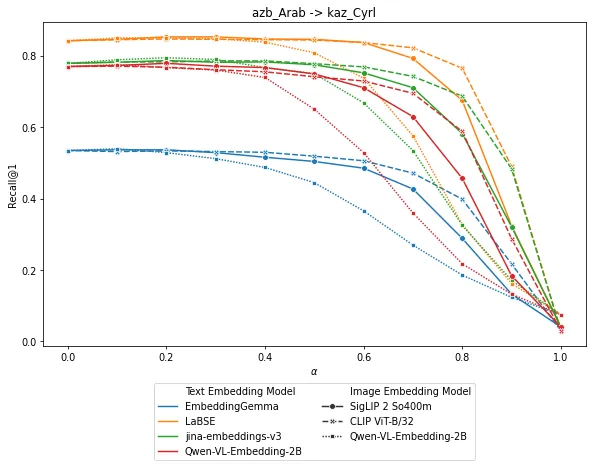 azb_Arab -> kaz_Cyrl
Recall@1
0.8
0.6
0.4
0.2
0.0
0.0 0.2 0.4 0.6 0.8 1.0
α
Text Embedding Model
EmbeddingGemma
LaBSE
jina-embeddings-v3
Qwen-VL-Embedding-2B
Image Embedding Model
SigLIP 2 So400m
CLIP ViT-B/32
Qwen-VL-Embedding-2B